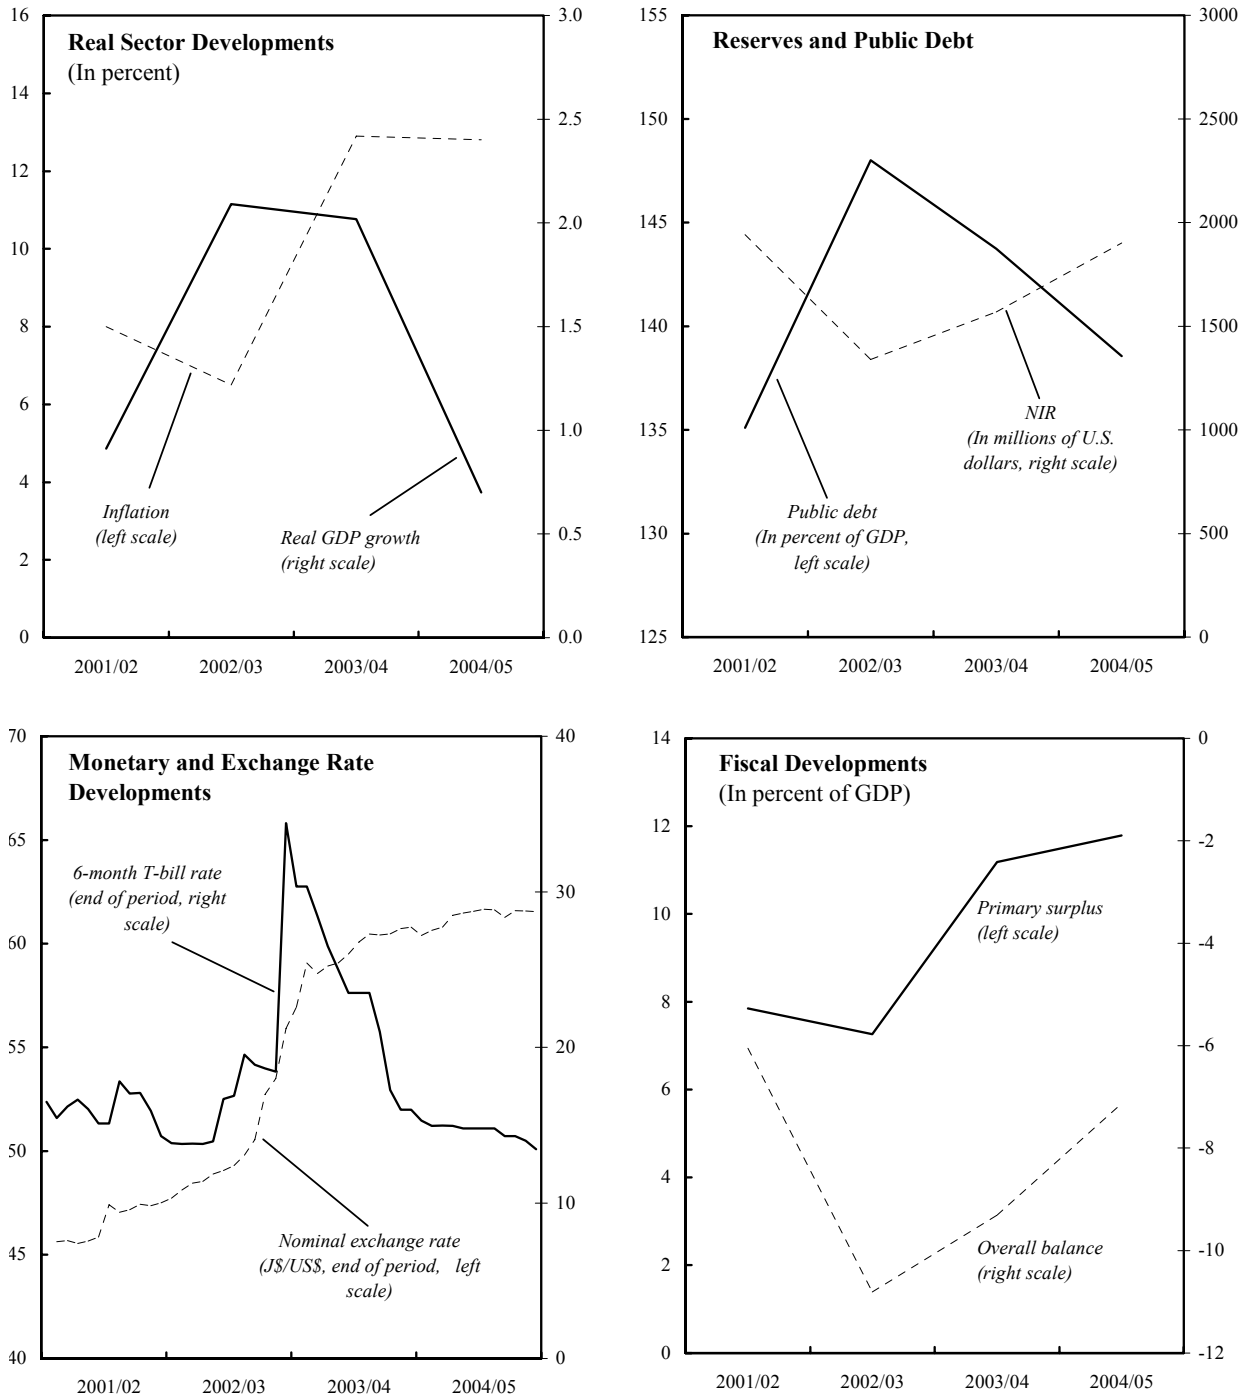 Real Sector Developments
(In percent)
16
14
12
10
8
6
4
2
0
3.0
2.5
2.0
1.5
1.0
0.5
0.0
Inflation
(left scale)
Real GDP growth
(right scale)
2001/02 2002/03 2003/04 2004/05
Reserves and Public Debt
155
150
145
140
135
130
125
3000
2500
2000
1500
1000
500
0
NIR
(In millions of U.S.
dollars, right scale)
Public debt
(In percent of GDP,
left scale)
2001/02 2002/03 2003/04 2004/05
Monetary and Exchange Rate
Developments
70
65
60
55
50
45
40
40
30
20
10
0
6-month T-bill rate
(end of period, right
scale)
Nominal exchange rate
(J$/US$, end of period, left
scale)
2001/02 2002/03 2003/04 2004/05
Fiscal Developments
(In percent of GDP)
14
12
10
8
6
4
2
0
0
-2
-4
-6
-8
-10
-12
Primary surplus
(left scale)
Overall balance
(right scale)
2001/02 2002/03 2003/04 2004/05